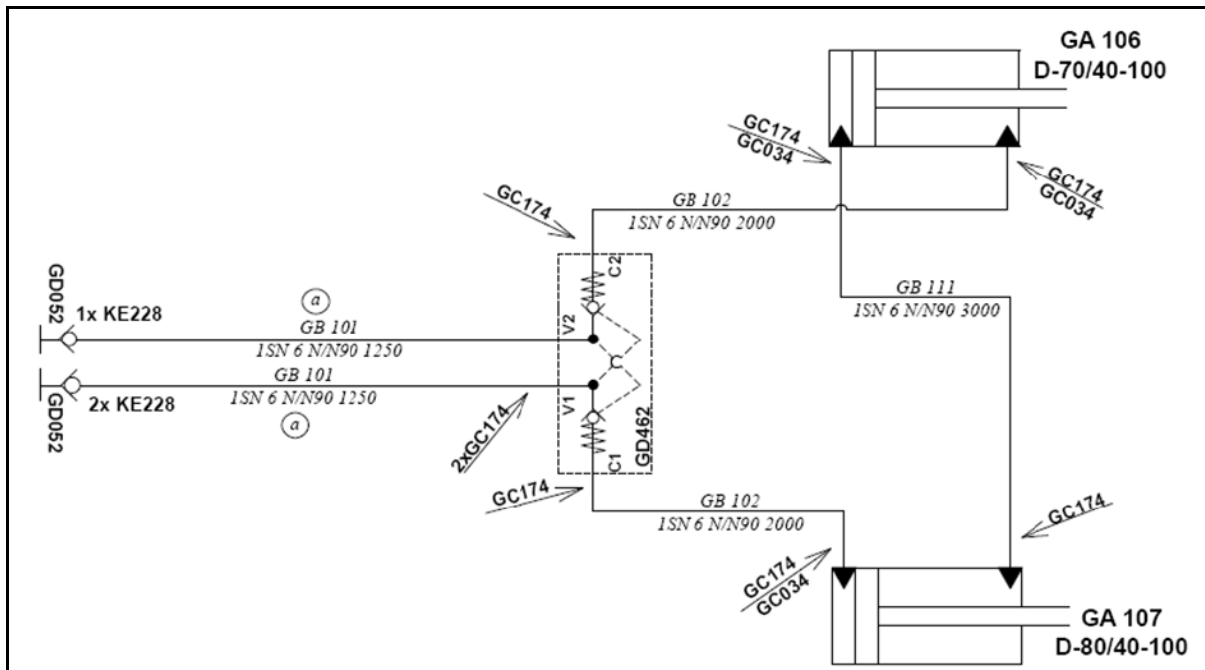 GA 106
D-70/40-100
GC174
GC034
GC174
GC034
GC174
GB 102
1SN 6 N/N90 2000
C2
V2
GD052
1x KE228
a
GB 101
1SN 6 N/N90 1250
GB 111
1SN 6 N/N90 3000
C
GB 101
1SN 6 N/N90 1250
2x KE228
GD052
a
2xGC174
V1
C1
GD462
GC174
GB 102
1SN 6 N/N90 2000
GC174
GC174
GC034
GA 107
D-80/40-100